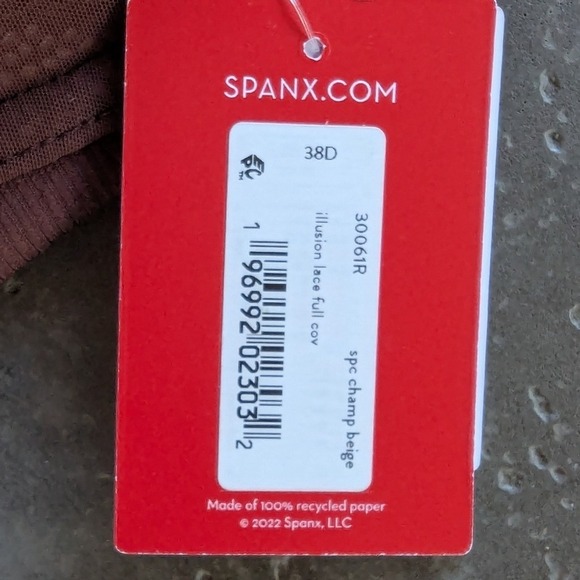 SPANX.COM
38D
30061R
illusion lace full cov
spc champ beige
1 96992 02303 2
EPC™
Made of 100% recycled paper
© 2022 Spanx, LLC